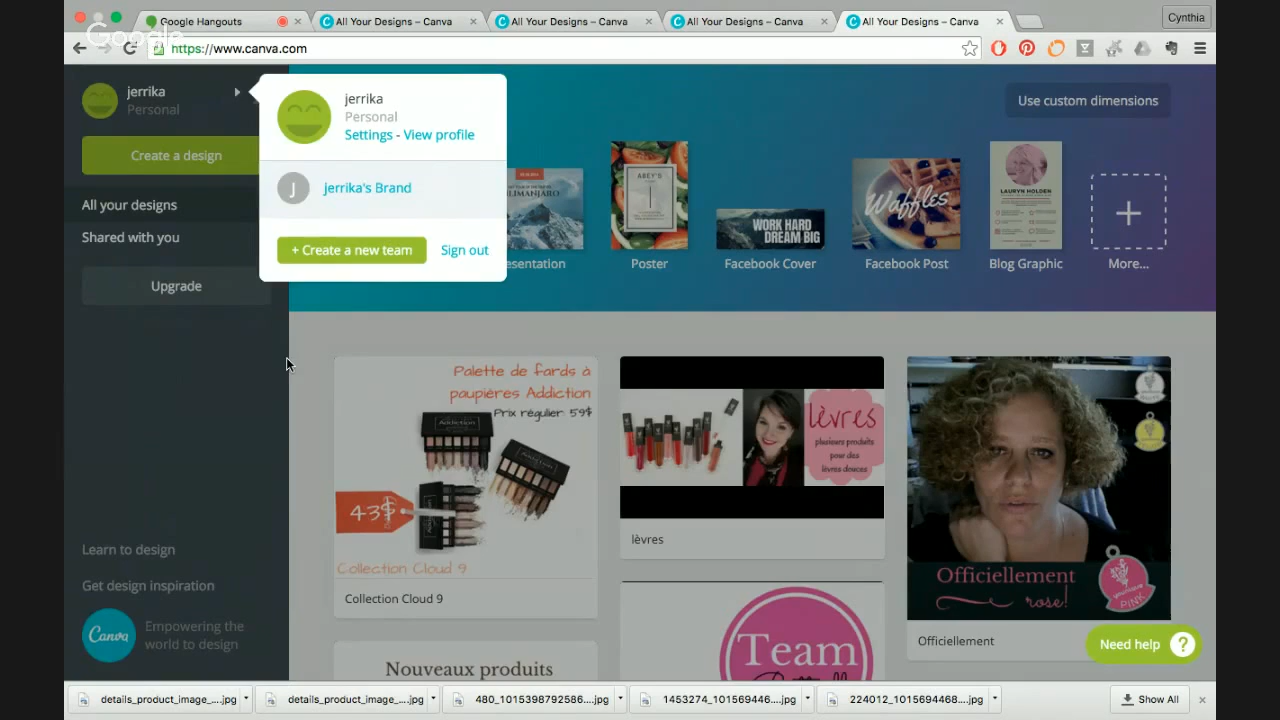 Google Hangouts
All Your Designs – Canva
All Your Designs – Canva
All Your Designs – Canva
All Your Designs – Canva
Cynthia
Google
https://www.canva.com
jerrika
Personal
Create a design
All your designs
Shared with you
Upgrade
Learn to design
Get design inspiration
Canva
Empowering the
world to design
jerrika
Personal
Settings - View profile
J
jerrika's Brand
+ Create a new team
Sign out
Use custom dimensions
KILIMANJARO
ABEY'S
WORK HARD
DREAM BIG
Waffles
LAURYN HOLDEN
esentation
Poster
Facebook Cover
Facebook Post
Blog Graphic
More...
Palette de fards à
paupières Addiction
Prix régulier: 59$
Addiction
43$
Collection Cloud 9
Collection Cloud 9
lèvres
plusieurs produits
pour des
lèvres douces
lèvres
Officiellement
rose!
PINK
Officiellement
Nouveaux produits
Team
Need help
?
details_product_image_....jpg
details_product_image_....jpg
480_1015398792586....jpg
1453274_101569446....jpg
224012_1015694468....jpg
Show All